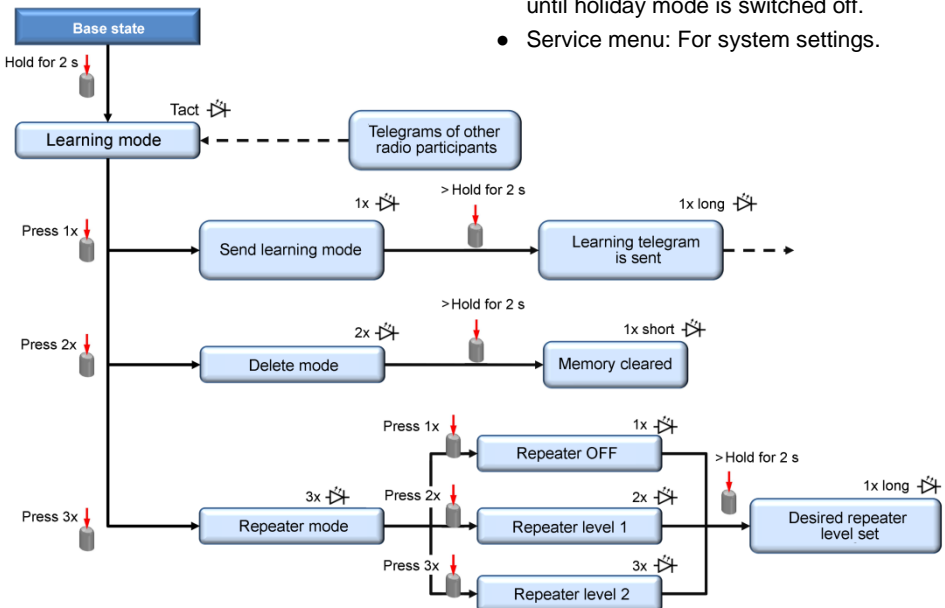 until holiday mode is switched off.
● Service menu: For system settings.
Base state
Hold for 2 s
Tact
Learning mode
Telegrams of other
radio participants
Press 1x
1x
> Hold for 2 s
1x long
Send learning mode
Learning telegram
is sent
Press 2x
2x
>Hold for 2 s
1x short
Delete mode
Memory cleared
Press 1x
1x
Repeater OFF
>Hold for 2 s
Press 3x
3x
Press 2x
2x
1x long
Repeater mode
Repeater level 1
Desired repeater
level set
Press 3x
3x
Repeater level 2